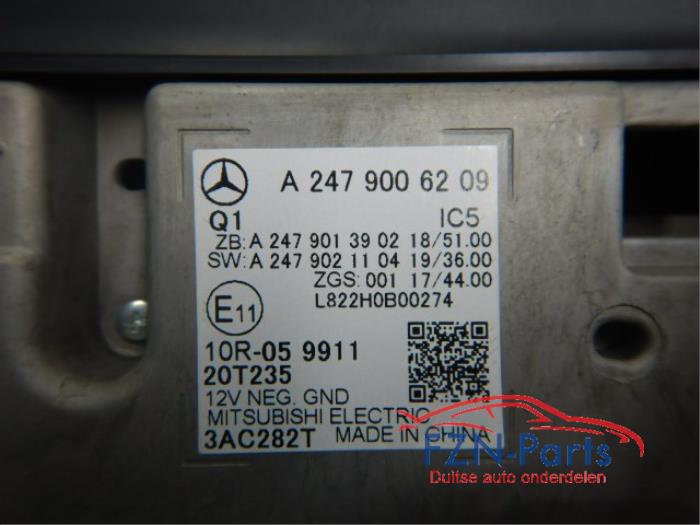 A 247 900 62 09
Q1 IC5
ZB: A 247 901 39 02 18/51.00
SW: A 247 902 11 04 19/36.00
ZGS: 001 17/44.00
L822H0B00274
E11
10R-05 9911
20T235
12V NEG. GND
MITSUBISHI ELECTRIC
3AC282T MADE IN CHINA
FZN-Parts
Duitse auto onderdelen